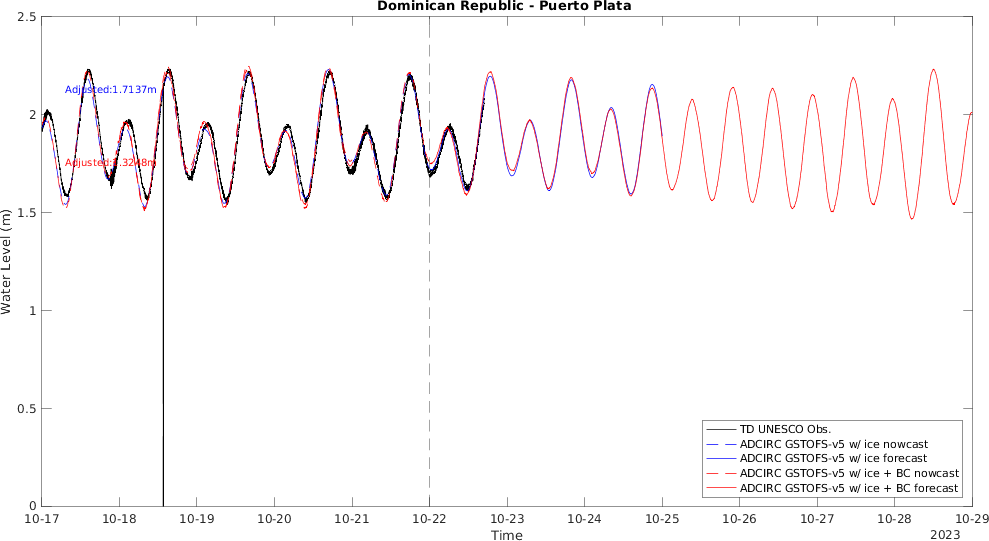 Dominican Republic - Puerto Plata
Water Level (m)
2.5
2
1.5
1
0.5
0
Adjusted:1.7137m
TD UNESCO Obs.
ADCIRC GSTOFS-v5 w/ ice nowcast
ADCIRC GSTOFS-v5 w/ ice forecast
ADCIRC GSTOFS-v5 w/ ice + BC nowcast
ADCIRC GSTOFS-v5 w/ ice + BC forecast
10-17 10-18 10-19 10-20 10-21 10-22 10-23 10-24 10-25 10-26 10-27 10-28 10-29
Time
2023